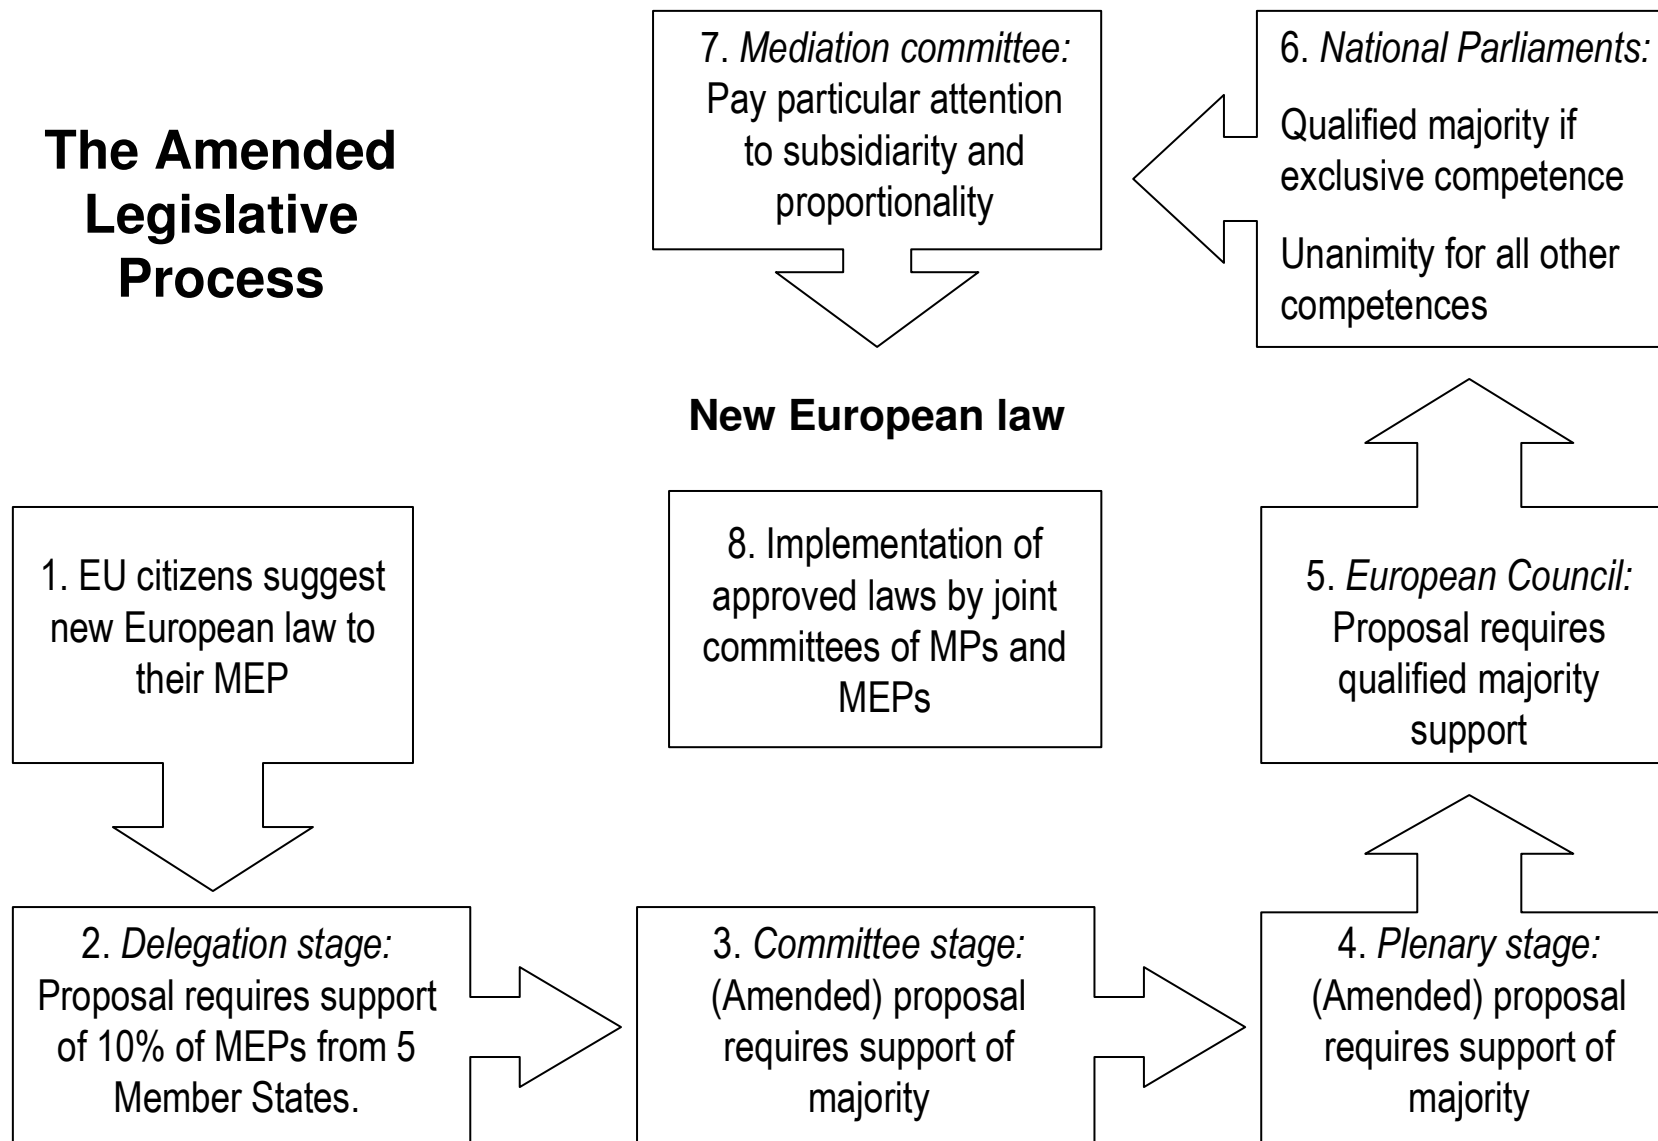 The Amended
Legislative
Process
1. EU citizens suggest
new European law to
their MEP
2. Delegation stage:
Proposal requires support
of 10% of MEPs from 5
Member States.
3. Committee stage:
(Amended) proposal
requires support of
majority
4. Plenary stage:
(Amended) proposal
requires support of
majority
5. European Council:
Proposal requires
qualified majority
support
6. National Parliaments:
Qualified majority if
exclusive competence
Unanimity for all other
competences
7. Mediation committee:
Pay particular attention
to subsidiarity and
proportionality
New European law
8. Implementation of
approved laws by joint
committees of MPs and
MEPs